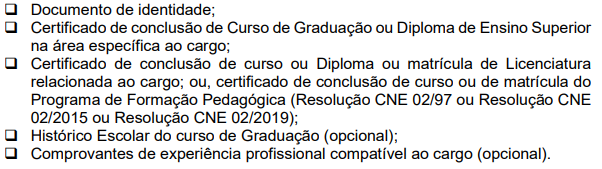 ❑ Documento de identidade;
❑ Certificado de conclusão de Curso de Graduação ou Diploma de Ensino Superior
na área específica ao cargo;
❑ Certificado de conclusão de curso ou Diploma ou matrícula de Licenciatura
relacionada ao cargo; ou, certificado de conclusão de curso ou de matrícula do
Programa de Formação Pedagógica (Resolução CNE 02/97 ou Resolução CNE
02/2015 ou Resolução CNE 02/2019);
❑ Histórico Escolar do curso de Graduação (opcional);
❑ Comprovantes de experiência profissional compatível ao cargo (opcional).